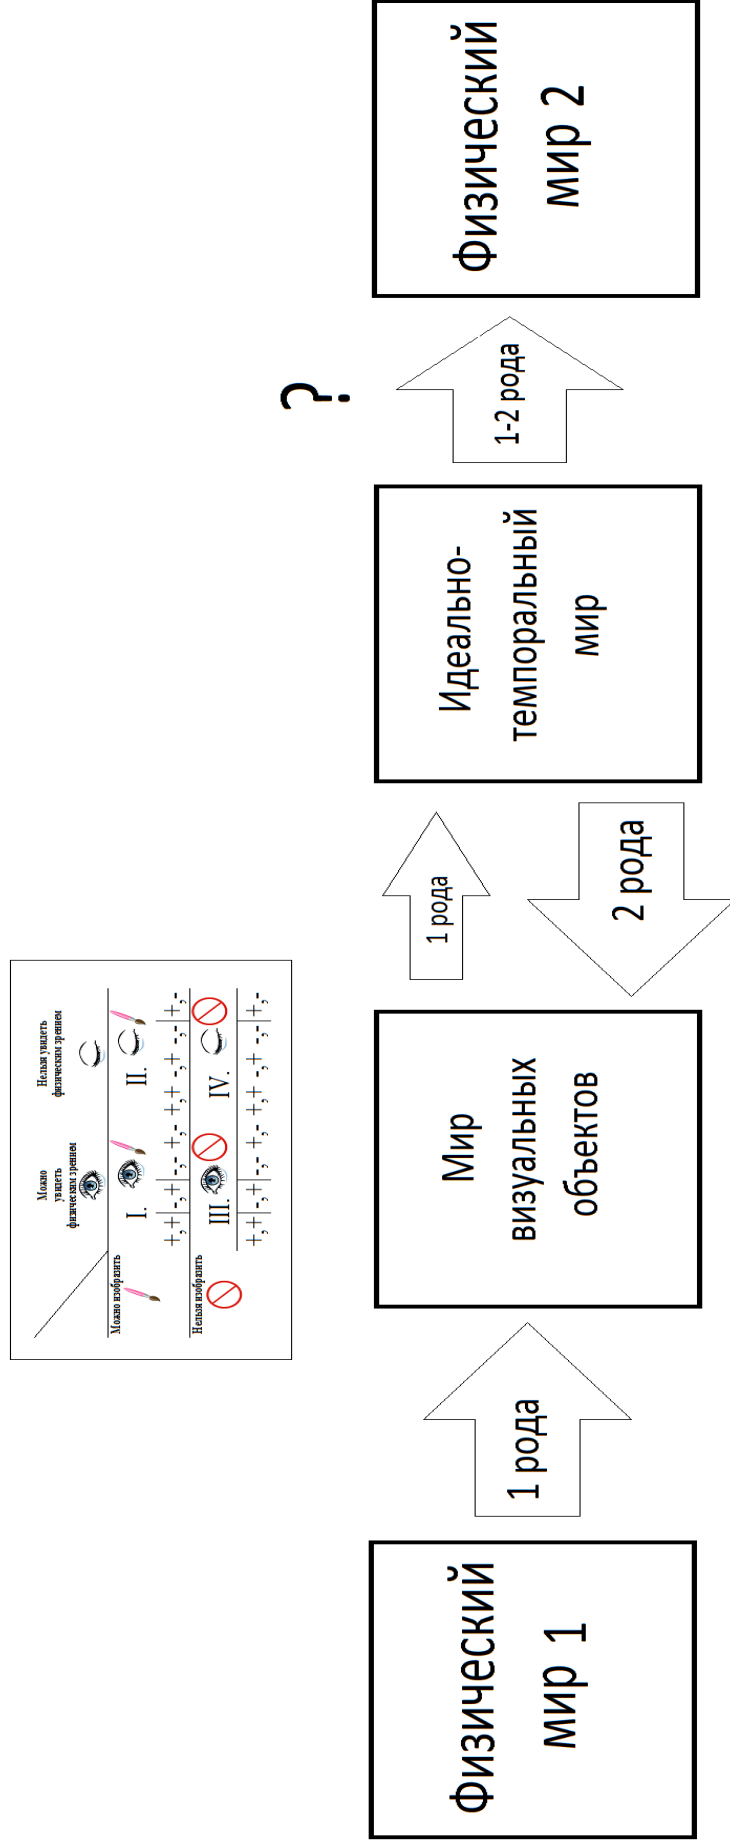 Можно
увидеть
физическим зрением
Нельзя увидеть
физическим зрением
Можно изобразить
I.
II.
+,+
+,-
-,-
+,+
-,+
-,-
+,-
Нельзя изобразить
III.
IV.
+,+
+,-
-,-
+,+
-,+
-,-
+,-
?
Физический
мир 1
1 рода
Мир
визуальных
объектов
1 рода
2 рода
Идеально-
темпоральный
мир
1-2 рода
Физический
мир 2